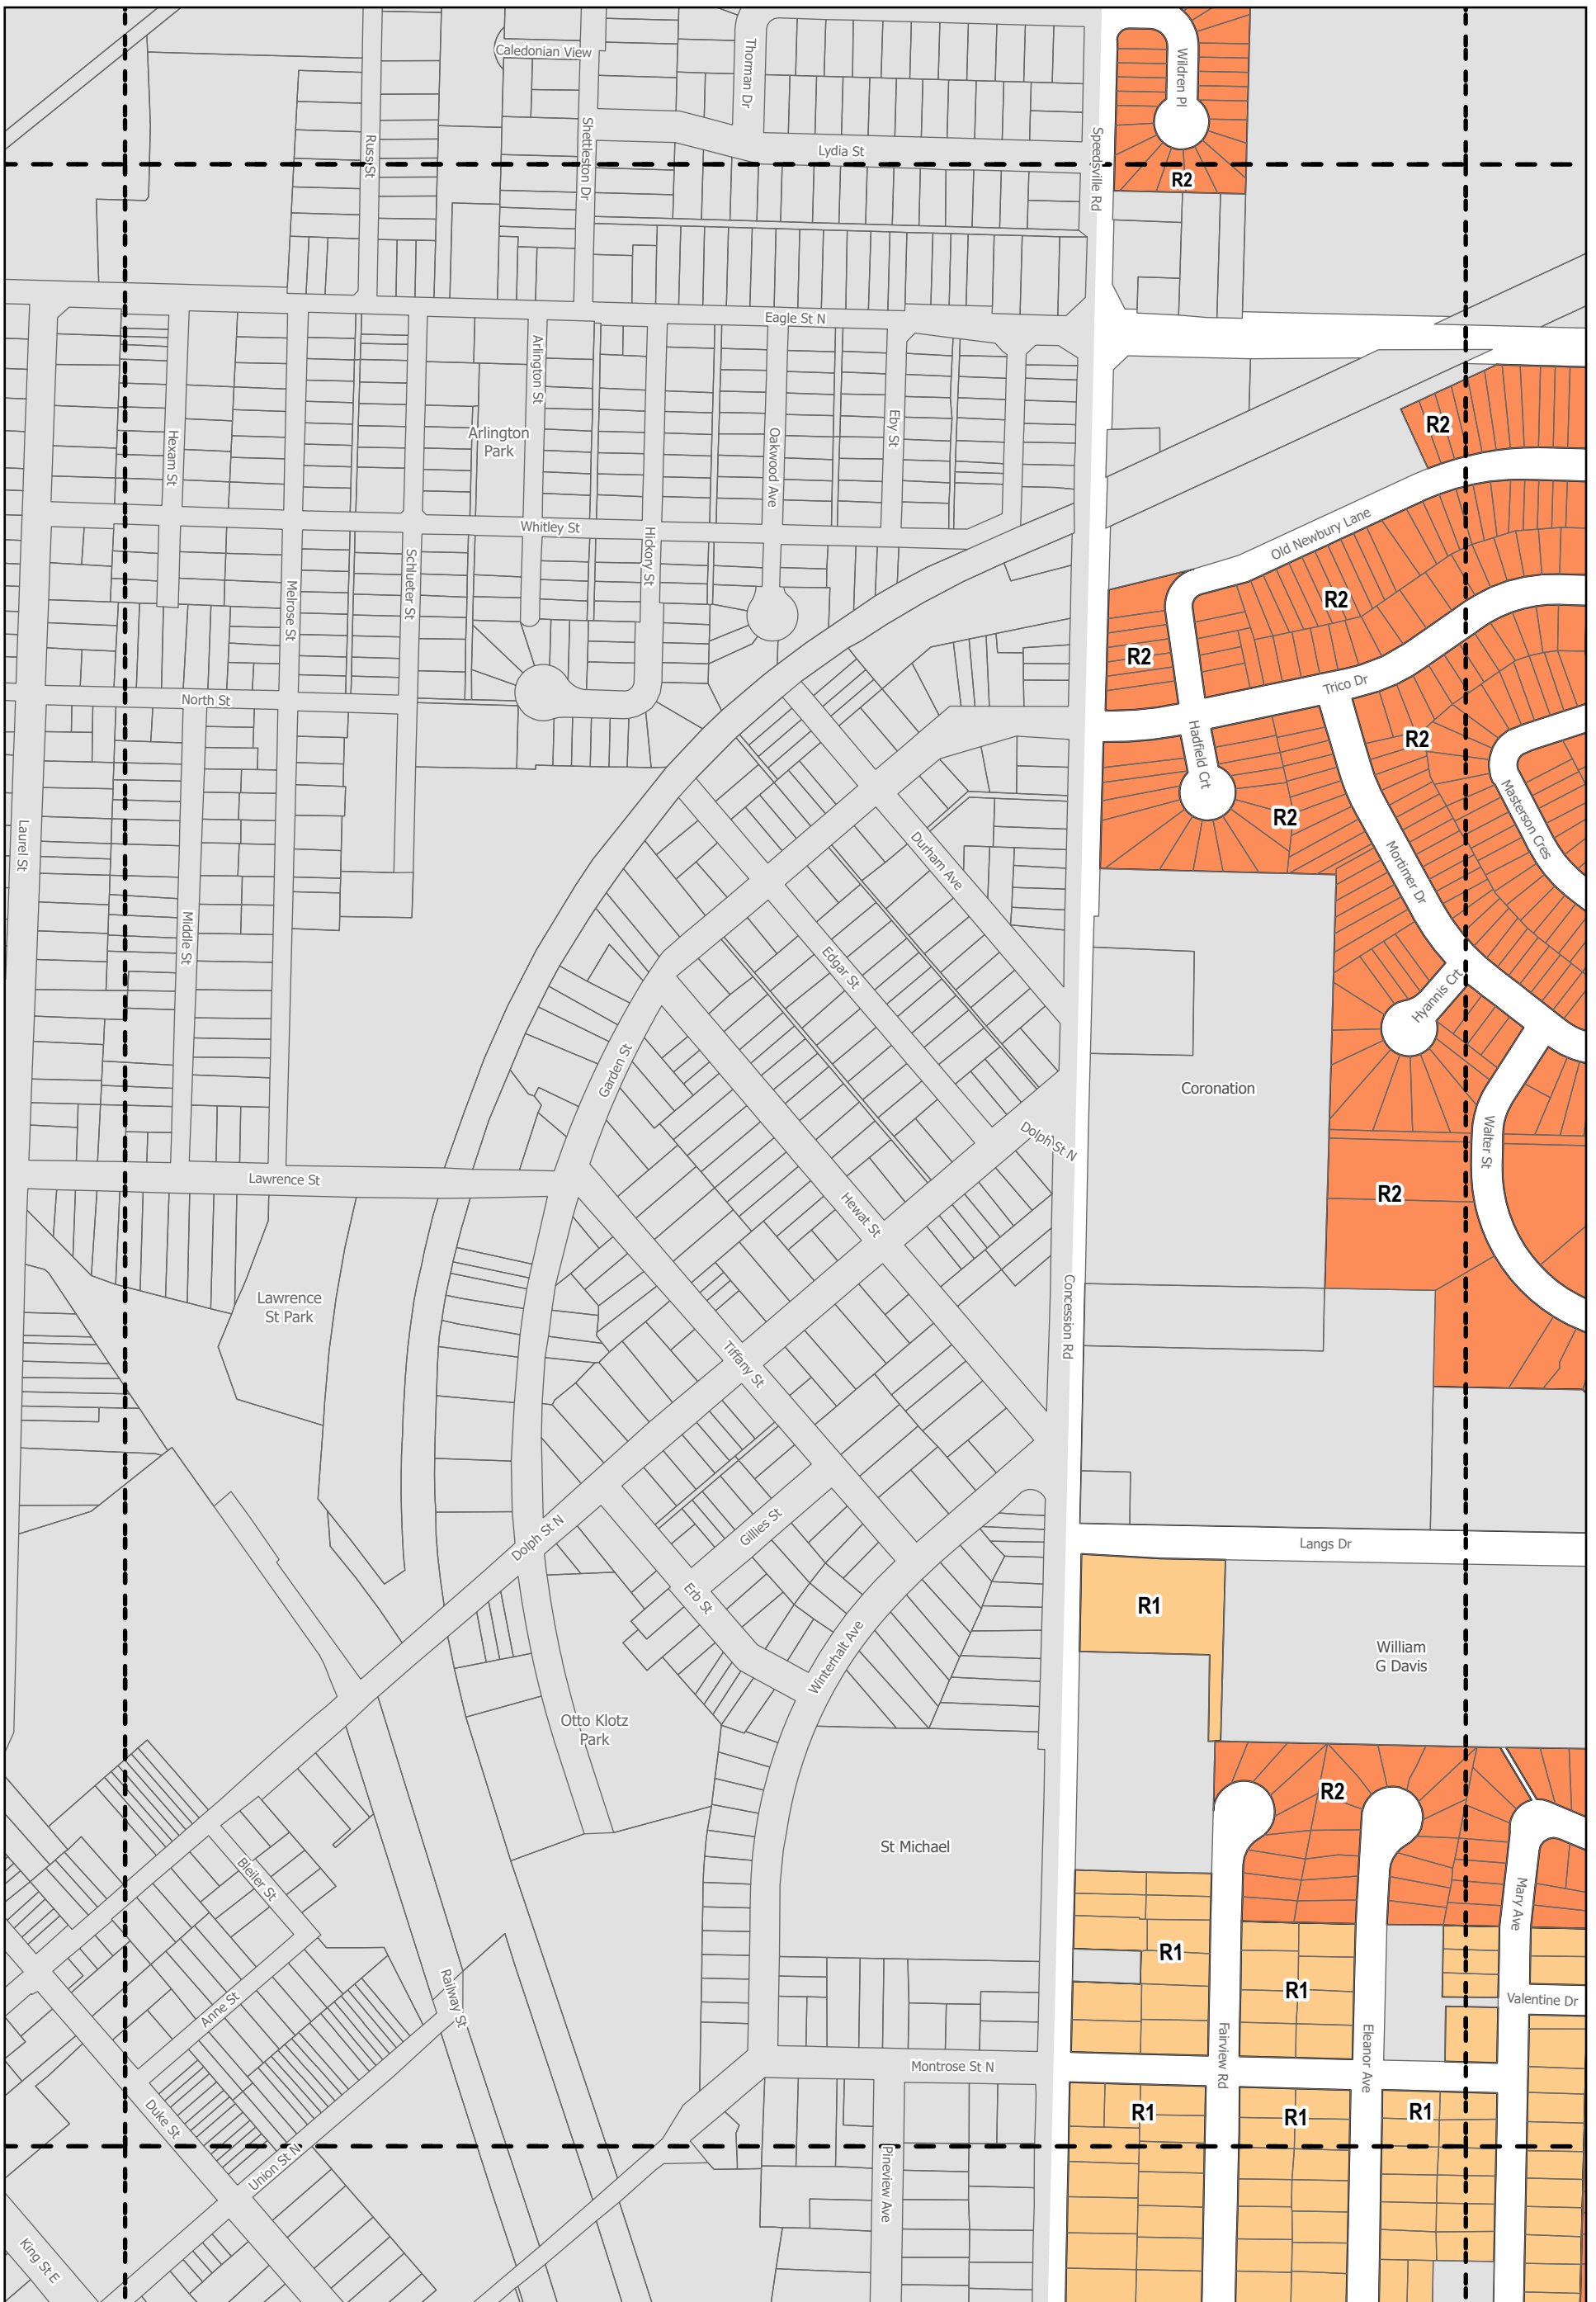 Caledonian View
Thorman Dr
Wildren Pl
Russ St
Shettleston Dr
Lydia St
Speedsville Rd
R2
Eagle St N
Arlington St
Arlington
Park
Hexam St
Oakwood Ave
Eby St
R2
Whitley St
Old Newbury Lane
Hickory St
Schlueter St
Melrose St
R2
R2
North St
Trico Dr
R2
Hadfield Crt
R2
Masterson Cres
Laurel St
Durham Ave
Mortimer Dr
Middle St
Edgar St
Hyannis Crt
Garden St
Coronation
Dolph St N
Walter St
Lawrence St
R2
Hewat St
Lawrence
St Park
Concession Rd
Tiffany St
Gillies St
Dolph St N
Langs Dr
Erb St
R1
Winterhalt Ave
William
G Davis
Otto Klotz
Park
R2
St Michael
Bleiler St
Mary Ave
R1
R1
Railway St
Anne St
Valentine Dr
Fairview Rd
Eleanor Ave
Montrose St N
Duke St
R1
R1
R1
Union St N
Pineview Ave
King St E